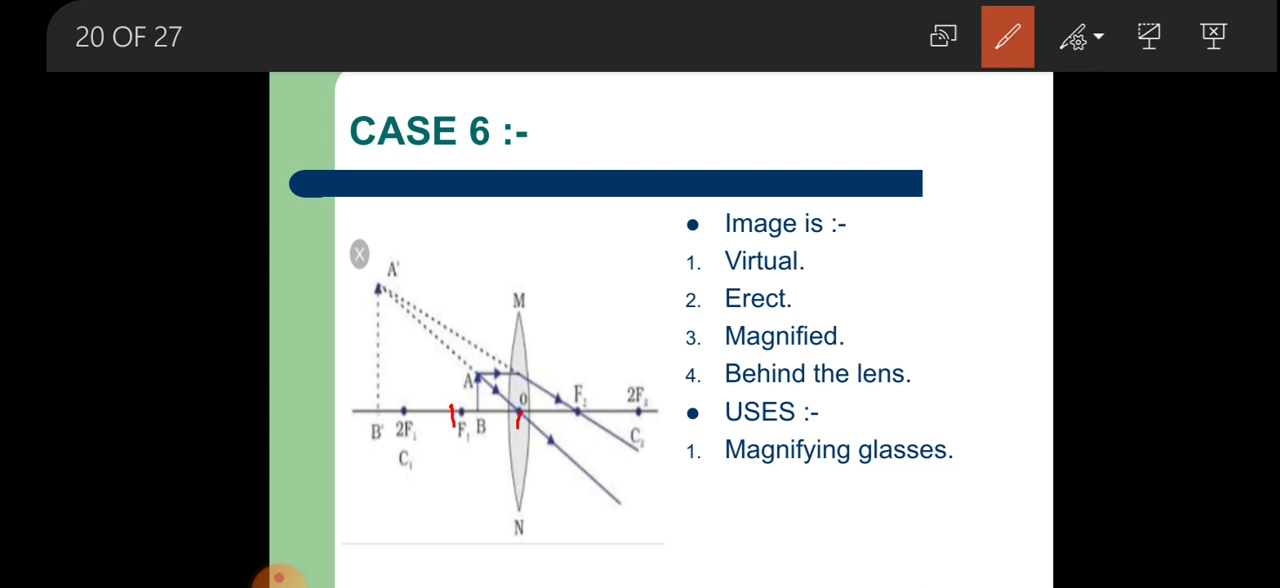 20 OF 27
CASE 6 :-
● Image is :-
1. Virtual.
2. Erect.
3. Magnified.
4. Behind the lens.
● USES :-
1. Magnifying glasses.
X
A'
M
A
O
F₂
2F₂
B' 2F₁
F₁ B
C₂
C₁
N